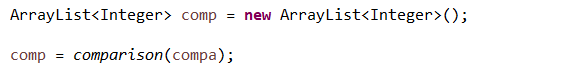 ArrayList<Integer> comp = new ArrayList<Integer>();
comp = comparison(compa);